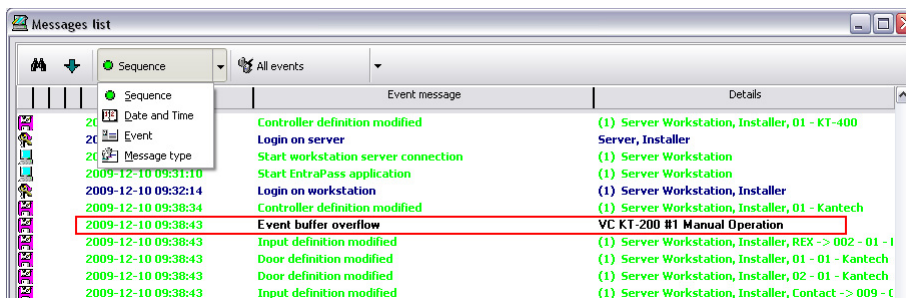 Messages list
Sequence All events
Event message Details
Sequence
Date and Time
Event
Message type
Controller definition modified (1) Server Workstation, Installer, 01 - KT-400
Login on server Server, Installer
Start workstation server connection (1) Server Workstation
2009-12-10 09:31:10 Start EntraPass application (1) Server Workstation
2009-12-10 09:32:14 Login on workstation (1) Server Workstation, Installer
2009-12-10 09:38:34 Controller definition modified (1) Server Workstation, Installer, 01 - Kantech
2009-12-10 09:38:43 Event buffer overflow VC KT-200 #1 Manual Operation
2009-12-10 09:38:43 Input definition modified (1) Server Workstation, Installer, REX -> 002 - 01 -
2009-12-10 09:38:43 Door definition modified (1) Server Workstation, Installer, 01 - 01 - Kantech
2009-12-10 09:38:43 Door definition modified (1) Server Workstation, Installer, 02 - 01 - Kantech
2009-12-10 09:38:43 Input definition modified (1) Server Workstation, Installer, Contact -> 009 -